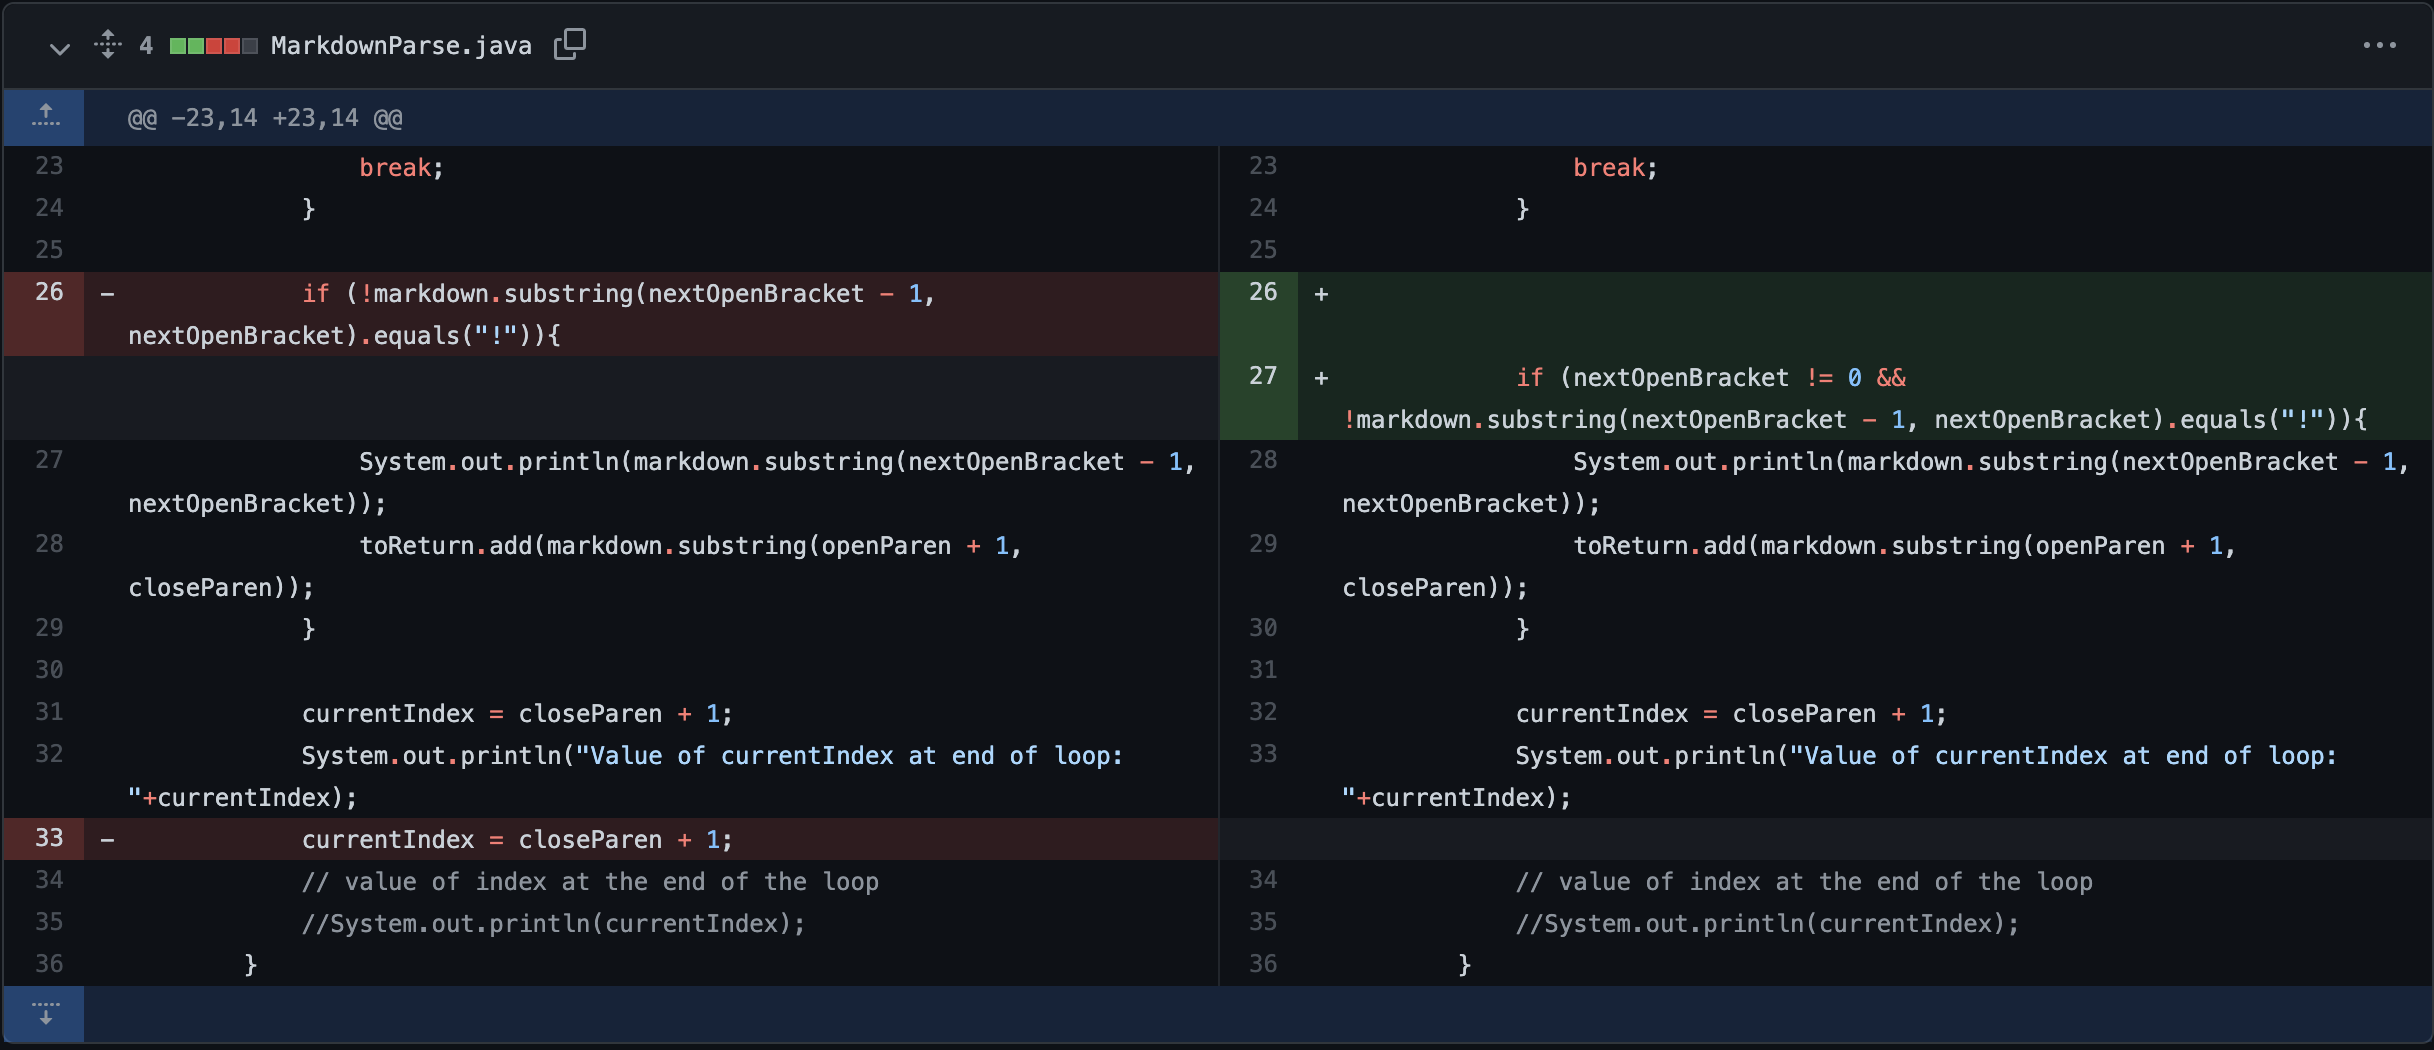 4 MarkdownParse.java
@@ -23,14 +23,14 @@
23 break;
24 }
25
26 - if (!markdown.substring(nextOpenBracket - 1,
nextOpenBracket).equals("!")){
27 System.out.println(markdown.substring(nextOpenBracket - 1,
nextOpenBracket));
28 toReturn.add(markdown.substring(openParen + 1,
closeParen));
29 }
30
31 currentIndex = closeParen + 1;
32 System.out.println("Value of currentIndex at end of loop:
"+currentIndex);
33 - currentIndex = closeParen + 1;
34 // value of index at the end of the loop
35 //System.out.println(currentIndex);
36 }
23 break;
24 }
25
26 +
27 + if (nextOpenBracket != 0 &&
!markdown.substring(nextOpenBracket - 1, nextOpenBracket).equals("!")){
28 System.out.println(markdown.substring(nextOpenBracket - 1,
nextOpenBracket));
29 toReturn.add(markdown.substring(openParen + 1,
closeParen));
30 }
31
32 currentIndex = closeParen + 1;
33 System.out.println("Value of currentIndex at end of loop:
"+currentIndex);
34 // value of index at the end of the loop
35 //System.out.println(currentIndex);
36 }